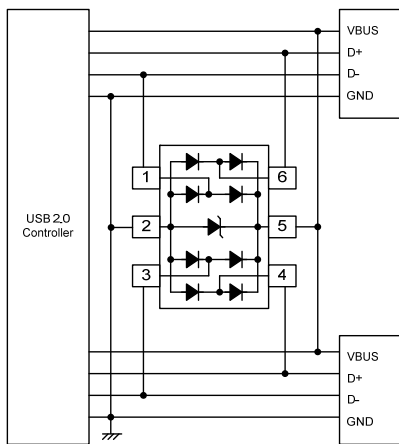 VBUS
D+
D-
GND
1
6
USB 2.0
Controller
2
5
3
4
VBUS
D+
D-
GND